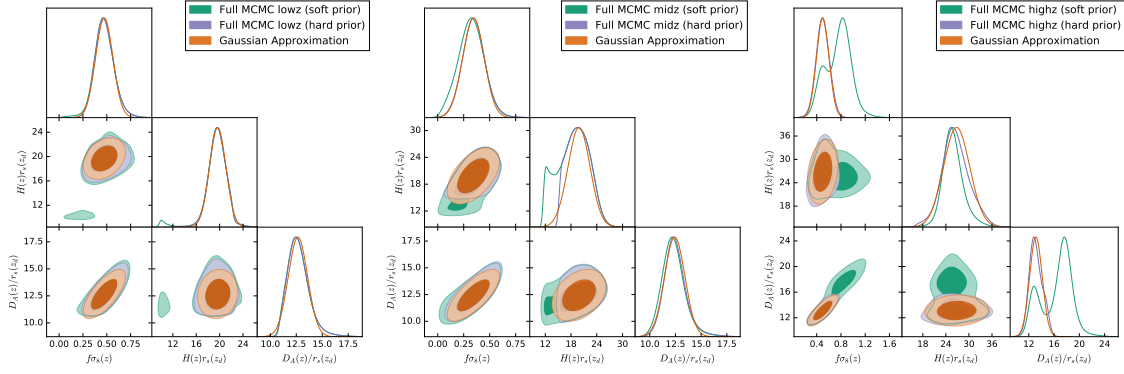 Full MCMC lowz (soft prior)
Full MCMC lowz (hard prior)
Gaussian Approximation
24
20
16
12
H(z)r_s(z_d)
17.5
15.0
12.5
10.0
D_A(z)/r_s(z_d)
0.00 0.25 0.50 0.75
fσ_8(z)
12 16 20 24
H(z)r_s(z_d)
10.0 12.5 15.0 17.5
D_A(z)/r_s(z_d)
Full MCMC midz (soft prior)
Full MCMC midz (hard prior)
Gaussian Approximation
30
24
18
12
H(z)r_s(z_d)
17.5
15.0
12.5
10.0
D_A(z)/r_s(z_d)
0.00 0.25 0.50 0.75
fσ_8(z)
12 18 24 30
H(z)r_s(z_d)
10.0 12.5 15.0 17.5
D_A(z)/r_s(z_d)
Full MCMC highz (soft prior)
Full MCMC highz (hard prior)
Gaussian Approximation
36
30
24
18
H(z)r_s(z_d)
24
20
16
12
D_A(z)/r_s(z_d)
0.4 0.8 1.2 1.6
fσ_8(z)
18 24 30 36
H(z)r_s(z_d)
12 16 20 24
D_A(z)/r_s(z_d)